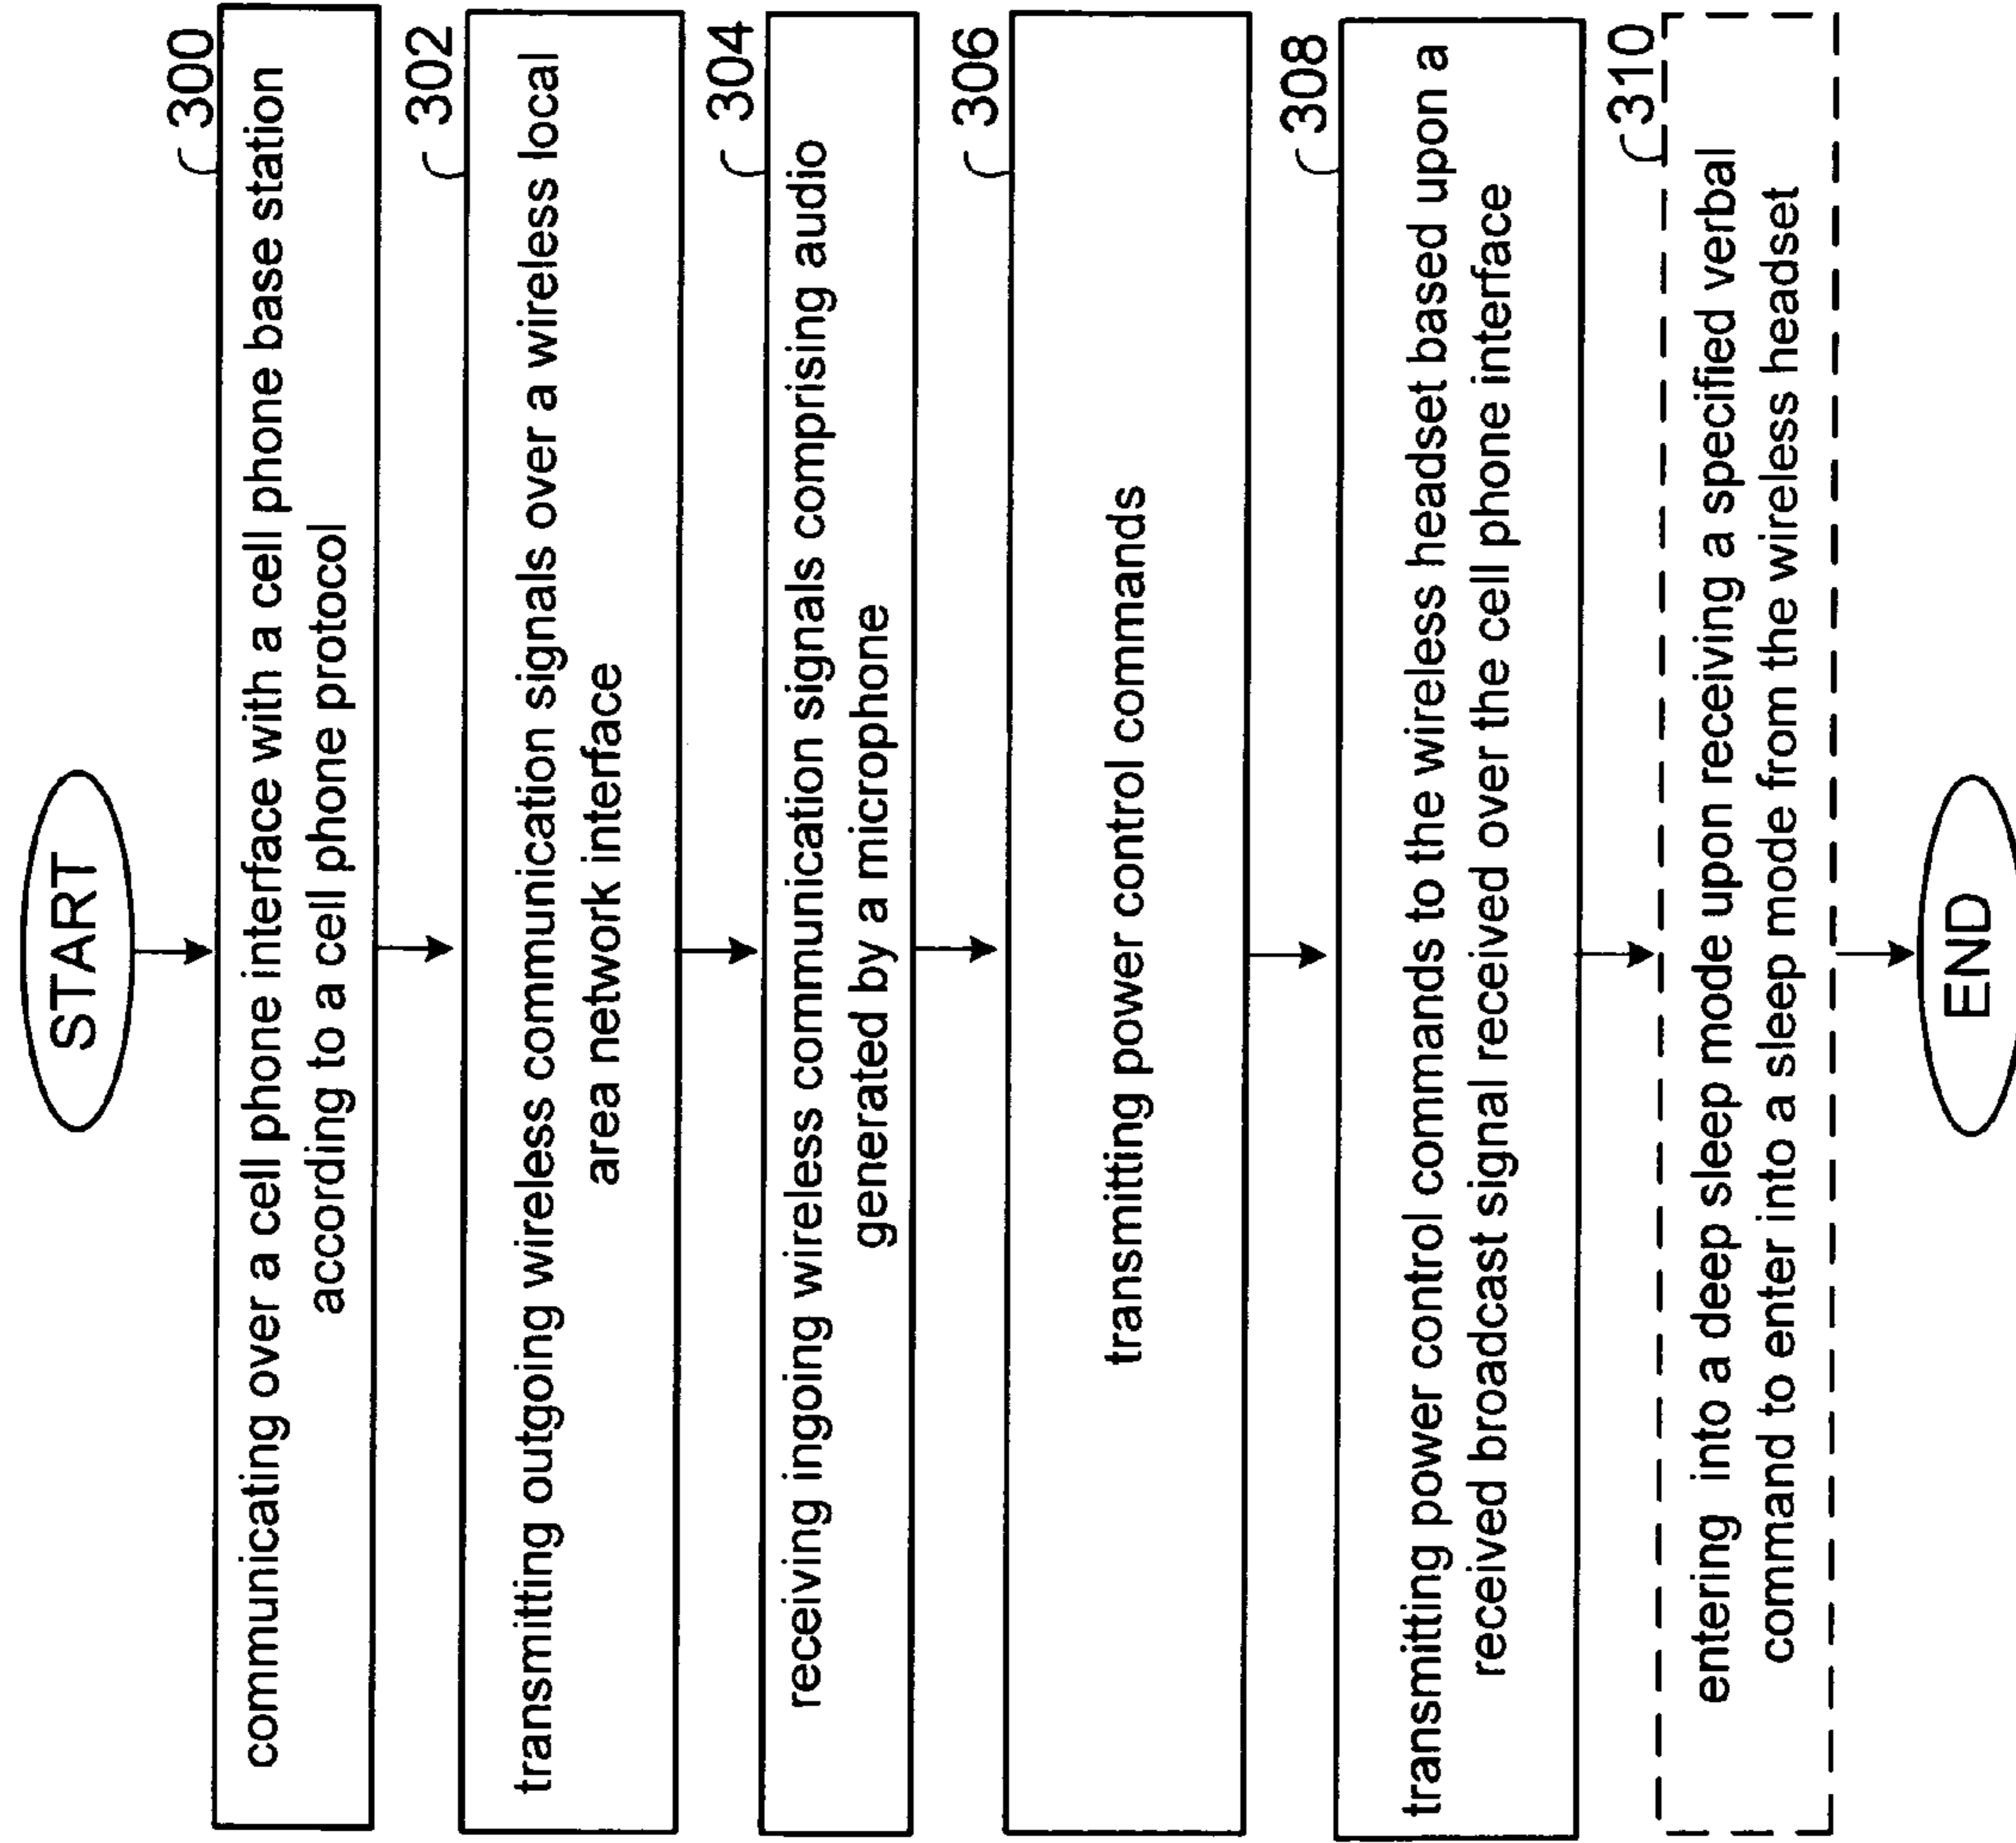 START
300
communicating over a cell phone interface with a cell phone base station
according to a cell phone protocol
302
transmitting outgoing wireless communication signals over a wireless local
area network interface
304
receiving ingoing wireless communication signals comprising audio
generated by a microphone
306
transmitting power control commands
308
transmitting power control commands to the wireless headset based upon a
received broadcast signal received over the cell phone interface
310
entering into a deep sleep mode upon receiving a specified verbal
command to enter into a sleep mode from the wireless headset
END